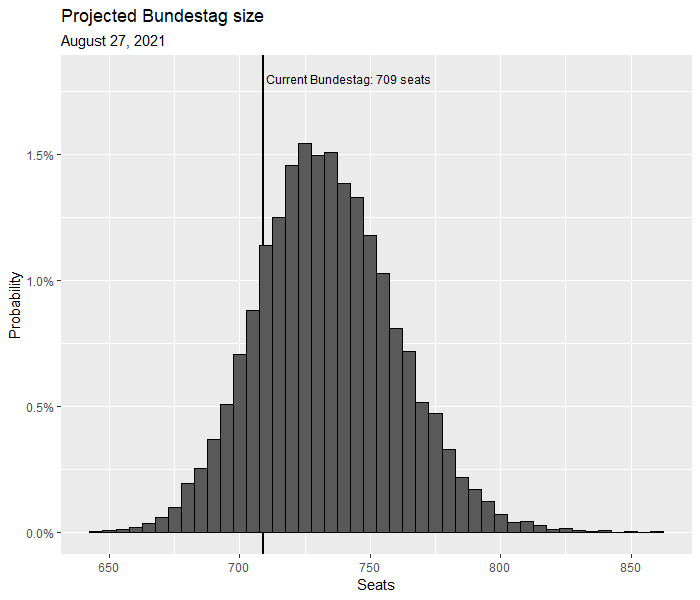 Projected Bundestag size
August 27, 2021
Current Bundestag: 709 seats
1.5%
1.0%
0.5%
0.0%
Probability
650 700 750 800 850
Seats